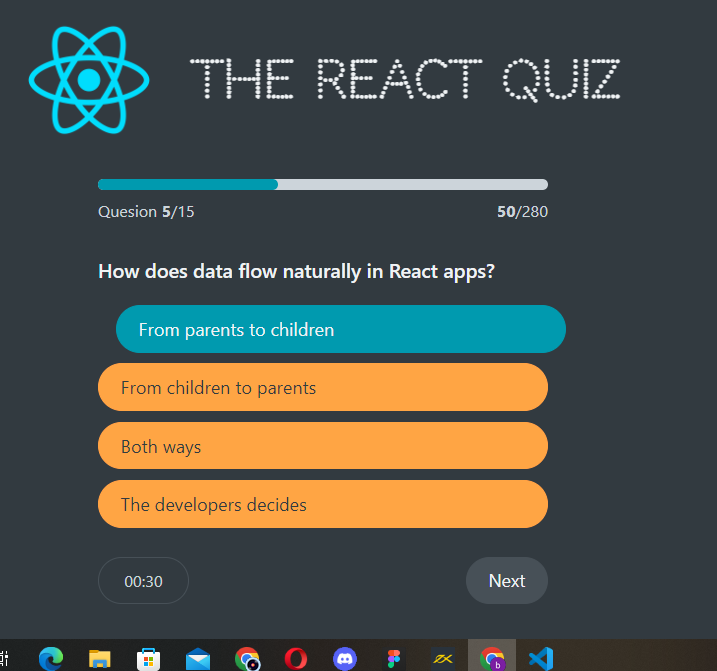 THE REACT QUIZ
Quesion 5/15 50/280
How does data flow naturally in React apps?
From parents to children
From children to parents
Both ways
The developers decides
00:30 Next
b